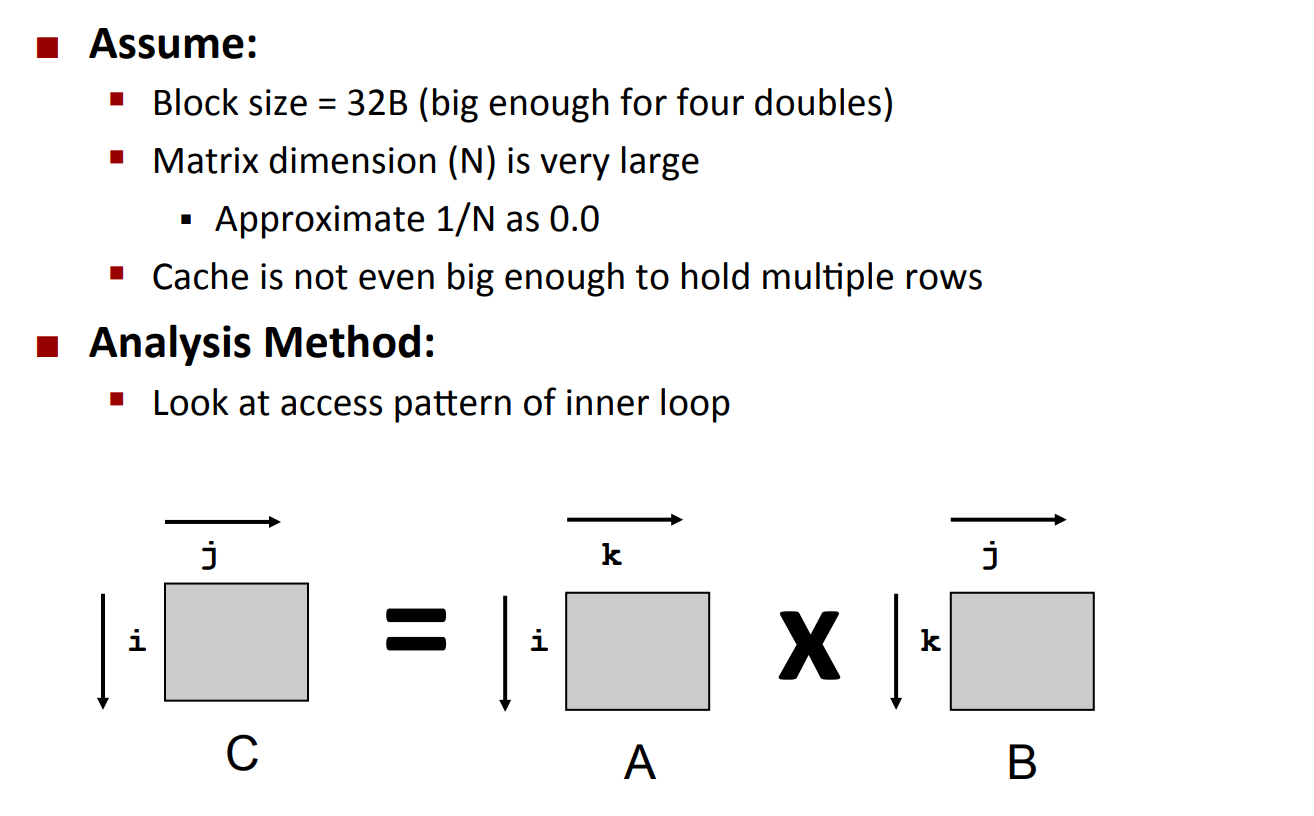 Assume:
Block size = 32B (big enough for four doubles)
Matrix dimension (N) is very large
Approximate 1/N as 0.0
Cache is not even big enough to hold multiple rows
Analysis Method:
Look at access pattern of inner loop
j k j
i = i x k
C A B